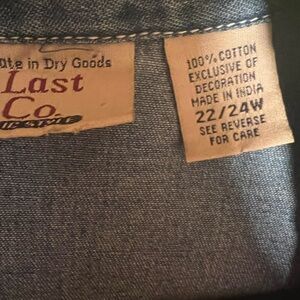 ate in Dry Goods
Last
Co.
STYLE
100% COTTON
EXCLUSIVE OF
DECORATION
MADE IN INDIA
22/24W
SEE REVERSE
FOR CARE